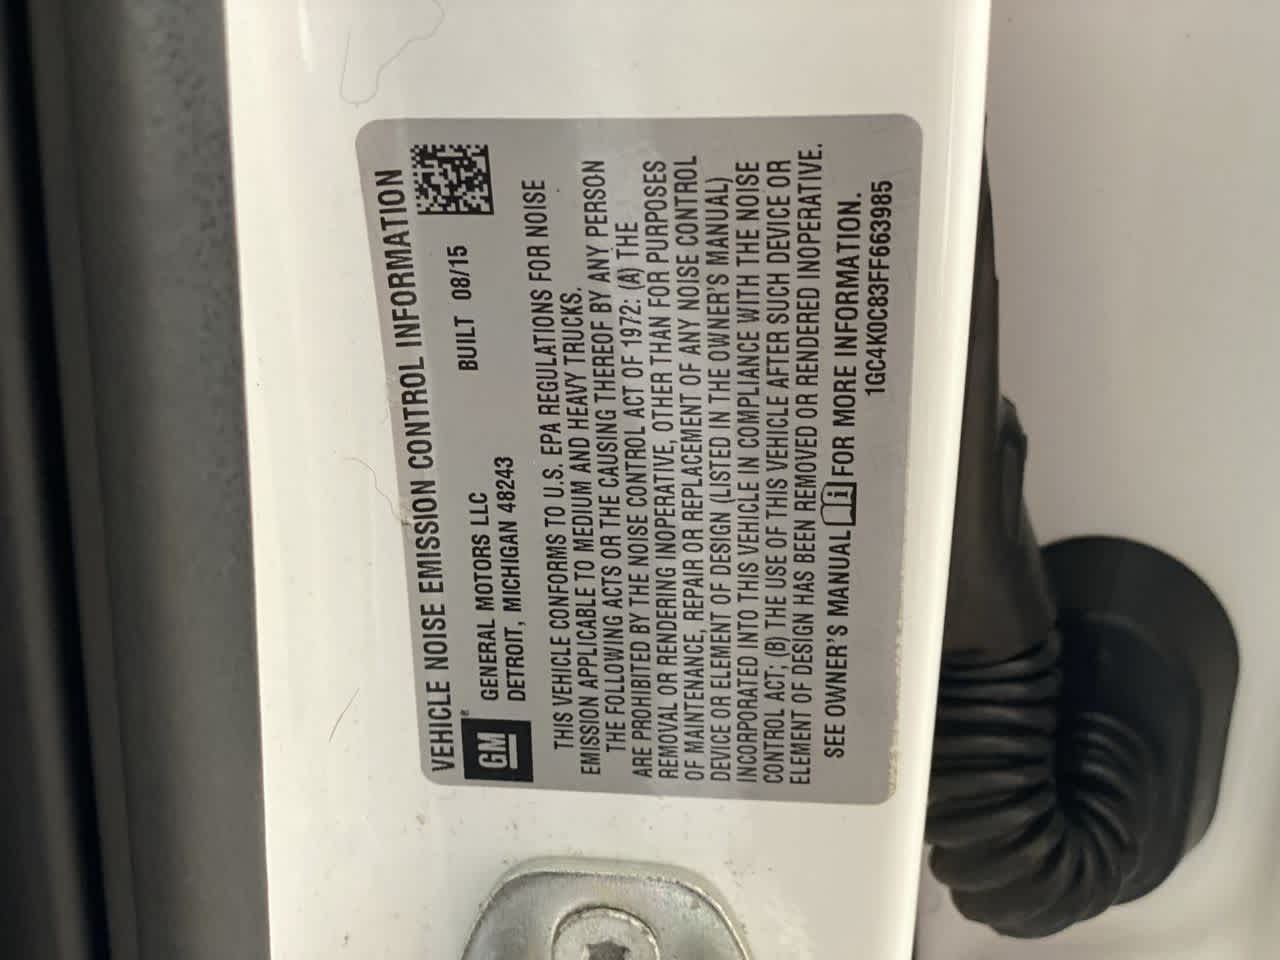 VEHICLE NOISE EMISSION CONTROL INFORMATION
GM ® GENERAL MOTORS LLC BUILT 08/15
DETROIT, MICHIGAN 48243
THIS VEHICLE CONFORMS TO U.S. EPA REGULATIONS FOR NOISE
EMISSION APPLICABLE TO MEDIUM AND HEAVY TRUCKS.
THE FOLLOWING ACTS OR THE CAUSING THEREOF BY ANY PERSON
ARE PROHIBITED BY THE NOISE CONTROL ACT OF 1972: (A) THE
REMOVAL OR RENDERING INOPERATIVE, OTHER THAN FOR PURPOSES
OF MAINTENANCE, REPAIR OR REPLACEMENT OF ANY NOISE CONTROL
DEVICE OR ELEMENT OF DESIGN (LISTED IN THE OWNER'S MANUAL)
INCORPORATED INTO THIS VEHICLE IN COMPLIANCE WITH THE NOISE
CONTROL ACT; (B) THE USE OF THIS VEHICLE AFTER SUCH DEVICE OR
ELEMENT OF DESIGN HAS BEEN REMOVED OR RENDERED INOPERATIVE.
SEE OWNER'S MANUAL i FOR MORE INFORMATION.
1GC4K0C83FF663985